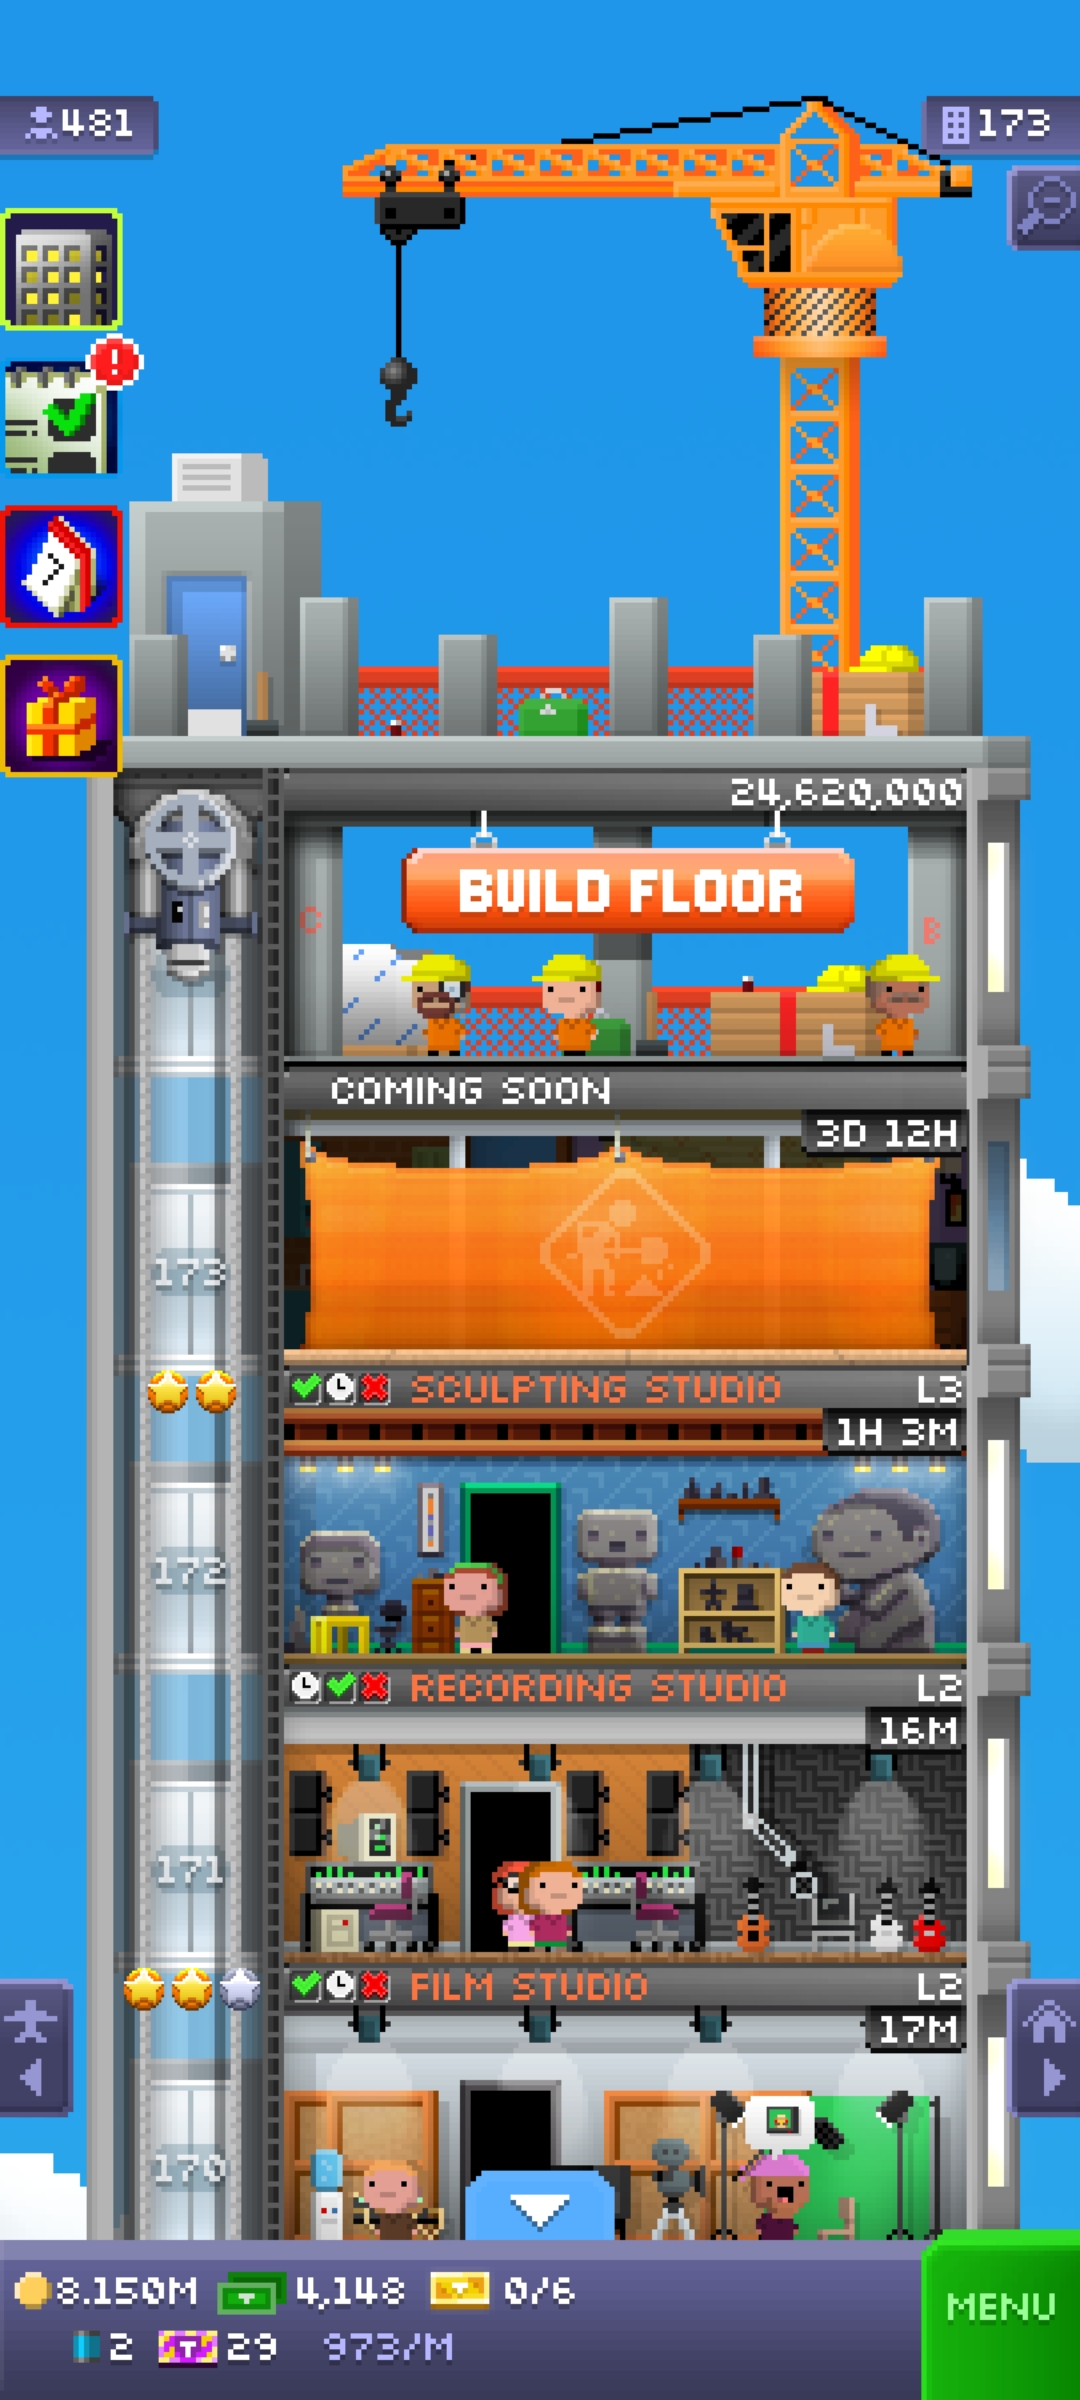 481
173
7
24,620,000
BUILD FLOOR
C
B
COMING SOON
3D 12H
173
SCULPTING STUDIO L3
1H 3M
172
RECORDING STUDIO L2
16M
171
FILM STUDIO L2
17M
170
8.150M 4,148 0/6
2 T 29 973/M
MENU